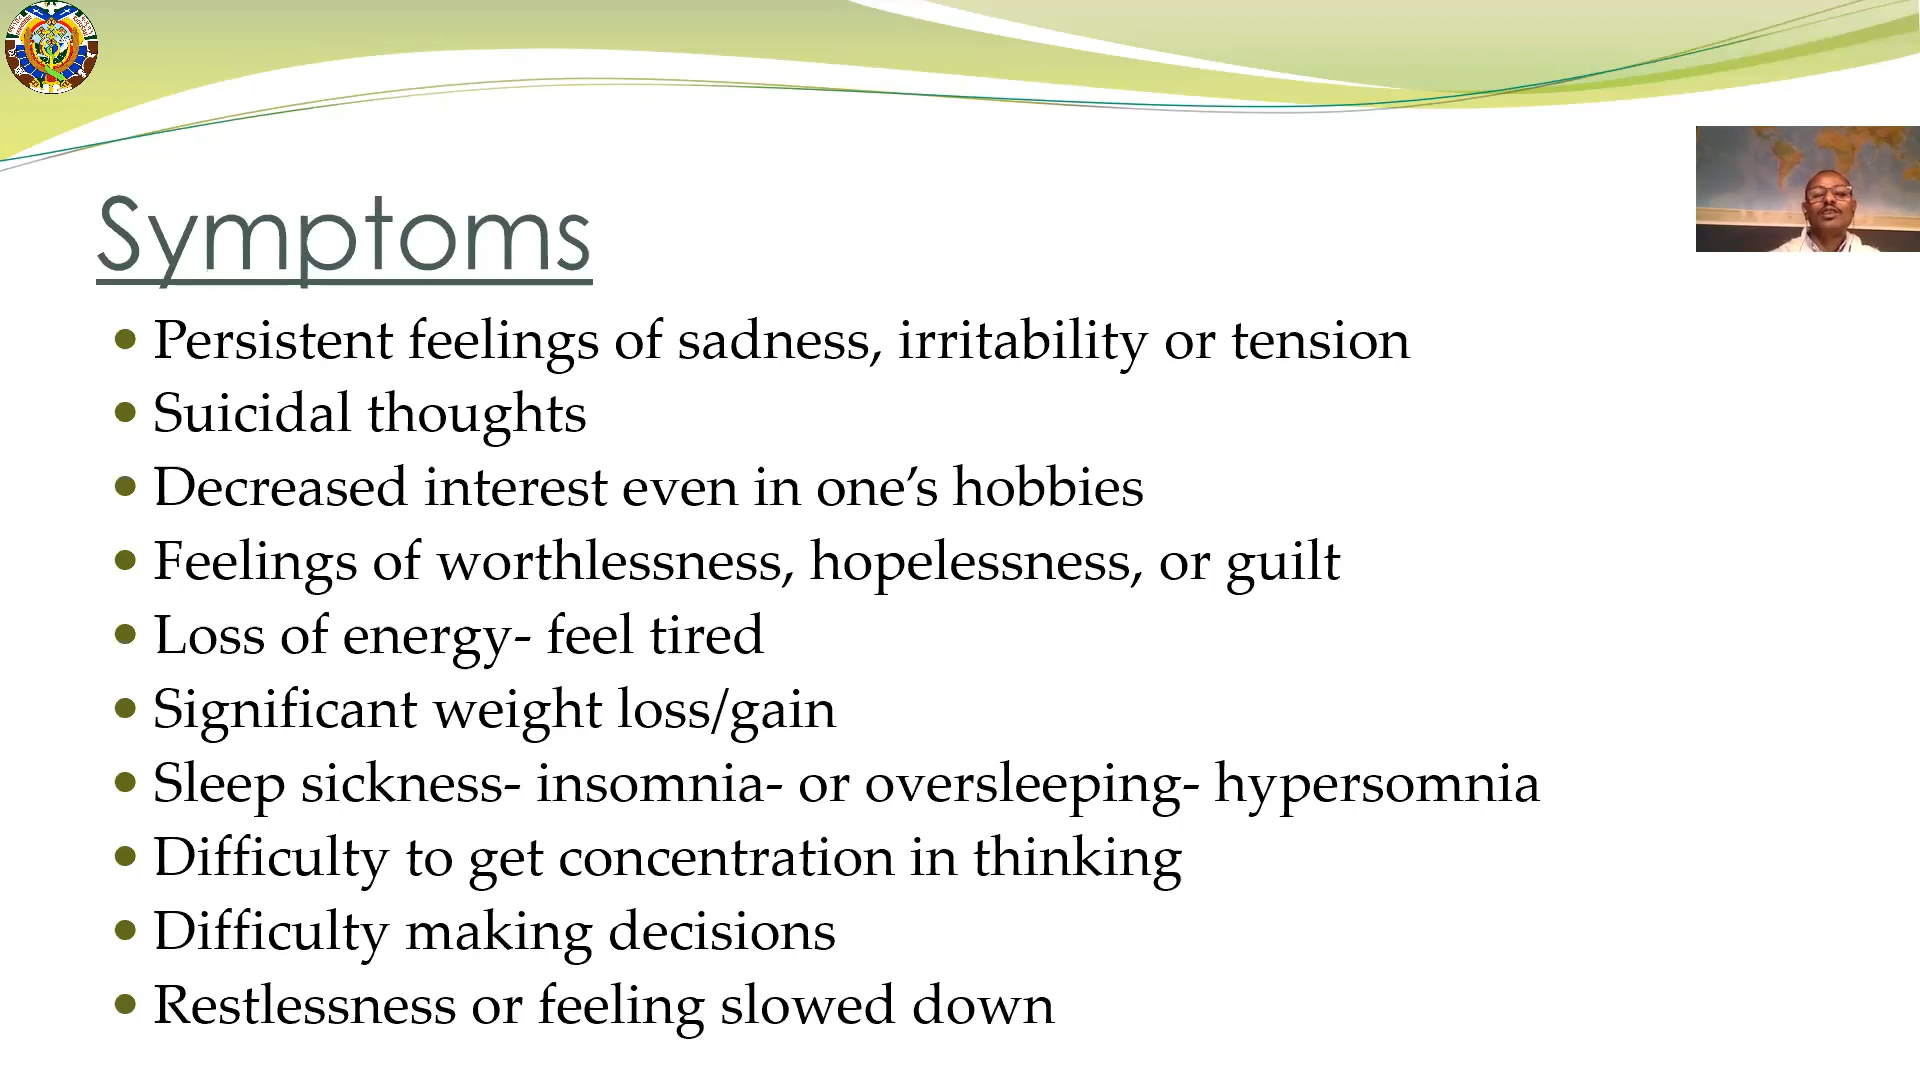 Symptoms
• Persistent feelings of sadness, irritability or tension
• Suicidal thoughts
• Decreased interest even in one’s hobbies
• Feelings of worthlessness, hopelessness, or guilt
• Loss of energy- feel tired
• Significant weight loss/gain
• Sleep sickness- insomnia- or oversleeping- hypersomnia
• Difficulty to get concentration in thinking
• Difficulty making decisions
• Restlessness or feeling slowed down